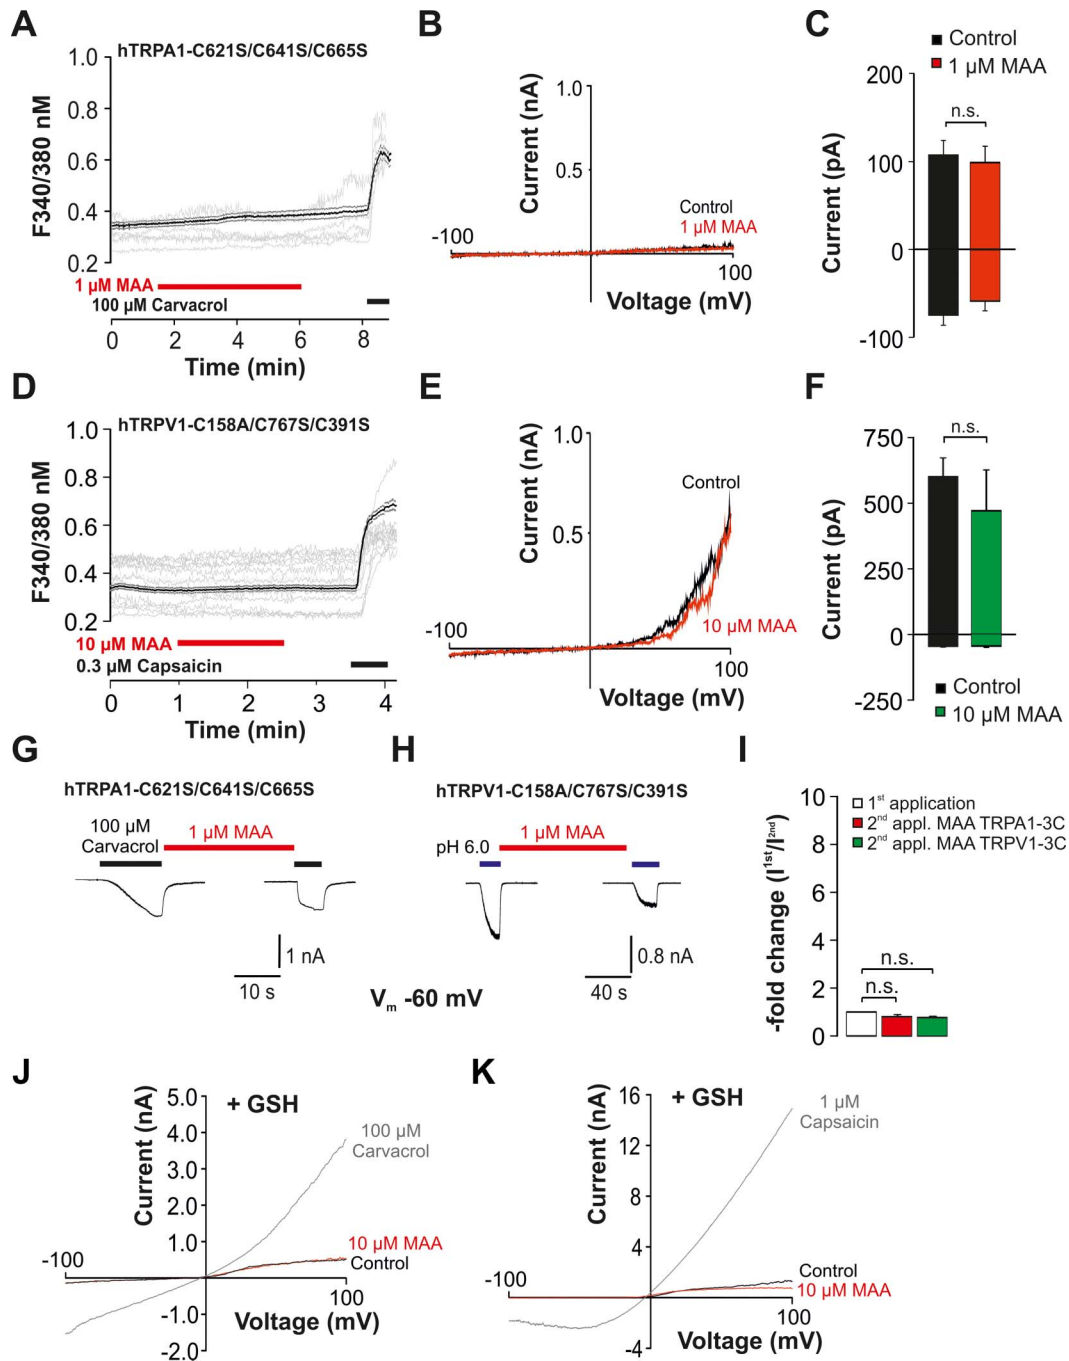 A
hTRPA1-C621S/C641S/C665S
F340/380 nM
1.0
0.8
0.6
0.4
0.2
1 µM MAA
100 µM Carvacrol
0 2 4 6 8
Time (min)
B
Current (nA)
1.0
0.5
Control
1 µM MAA
-100
100
Voltage (mV)
C
Control
1 µM MAA
Current (pA)
200
100
0
-100
n.s.
D
hTRPV1-C158A/C767S/C391S
F340/380 nM
1.0
0.8
0.6
0.4
0.2
10 µM MAA
0.3 µM Capsaicin
0 1 2 3 4
Time (min)
E
Current (nA)
1.0
0.5
Control
10 µM MAA
-100
100
Voltage (mV)
F
Current (pA)
750
500
250
0
-250
n.s.
Control
10 µM MAA
G
hTRPA1-C621S/C641S/C665S
100 µM
Carvacrol
1 µM MAA
1 nA
10 s
H
hTRPV1-C158A/C767S/C391S
pH 6.0
1 µM MAA
0.8 nA
40 s
Vm -60 mV
I
-fold change (I1st/I2nd)
10
8
6
4
2
0
1st application
2nd appl. MAA TRPA1-3C
2nd appl. MAA TRPV1-3C
n.s.
n.s.
J
+ GSH
Current (nA)
5.0
4.0
3.0
2.0
1.0
-1.0
-2.0
100 µM
Carvacrol
10 µM MAA
Control
-100
100
Voltage (mV)
K
+ GSH
Current (nA)
16
12
8
4
-4
1 µM
Capsaicin
Control
10 µM MAA
-100
100
Voltage (mV)